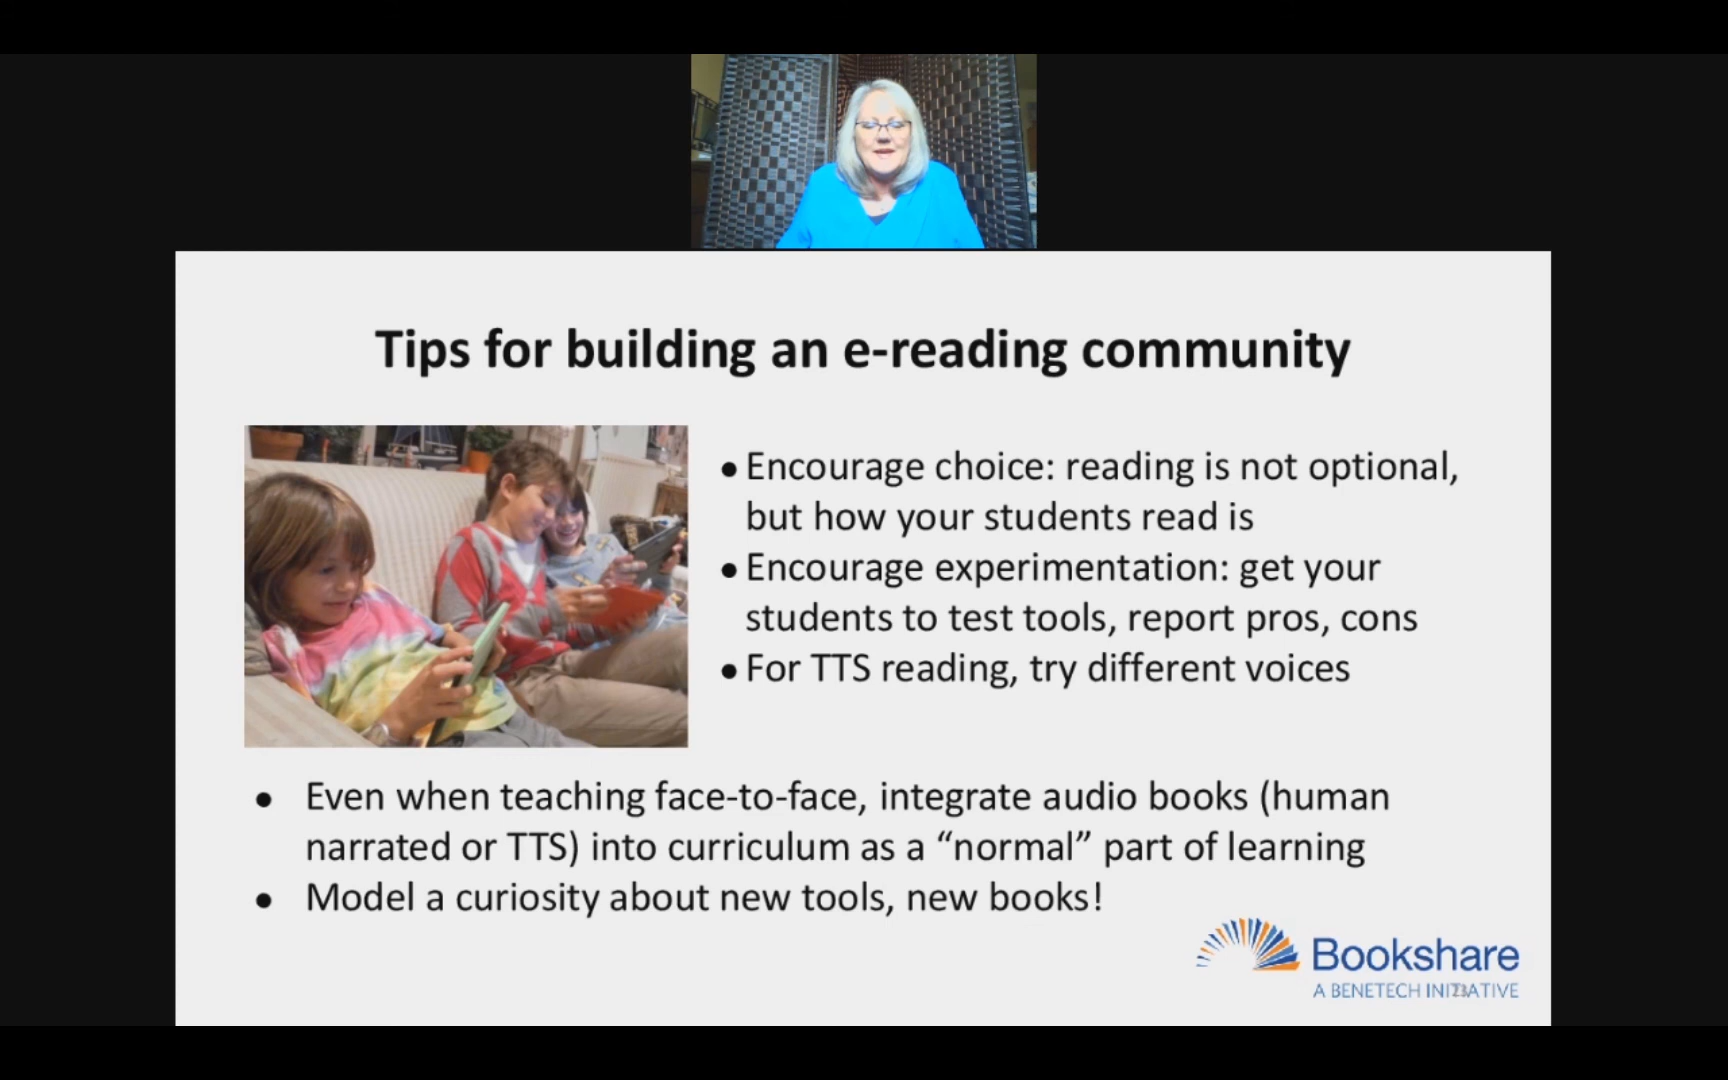 Tips for building an e-reading community
● Encourage choice: reading is not optional,
but how your students read is
● Encourage experimentation: get your
students to test tools, report pros, cons
● For TTS reading, try different voices
● Even when teaching face-to-face, integrate audio books (human
narrated or TTS) into curriculum as a “normal” part of learning
● Model a curiosity about new tools, new books!
Bookshare
A BENETECH INITIATIVE